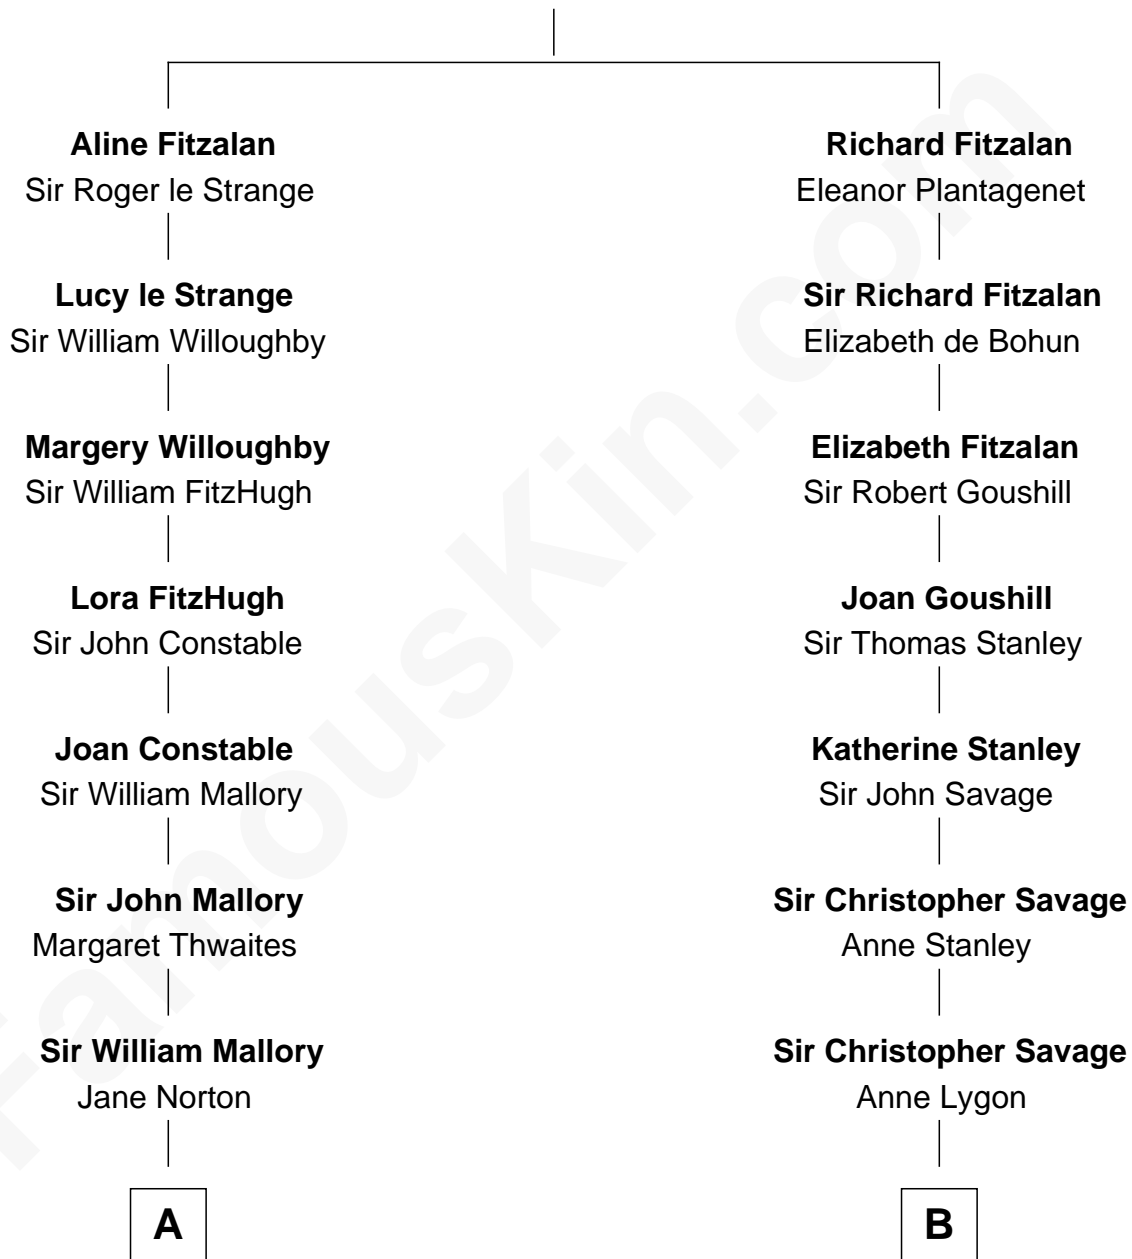 Aline Fitzalan
Sir Roger le Strange
Lucy le Strange
Sir William Willoughby
Margery Willoughby
Sir William FitzHugh
Lora FitzHugh
Sir John Constable
Joan Constable
Sir William Mallory
Sir John Mallory
Margaret Thwaites
Sir William Mallory
Jane Norton
A
Richard Fitzalan
Eleanor Plantagenet
Sir Richard Fitzalan
Elizabeth de Bohun
Elizabeth Fitzalan
Sir Robert Goushill
Joan Goushill
Sir Thomas Stanley
Katherine Stanley
Sir John Savage
Sir Christopher Savage
Anne Stanley
Sir Christopher Savage
Anne Lygon
B
FamousKin.com